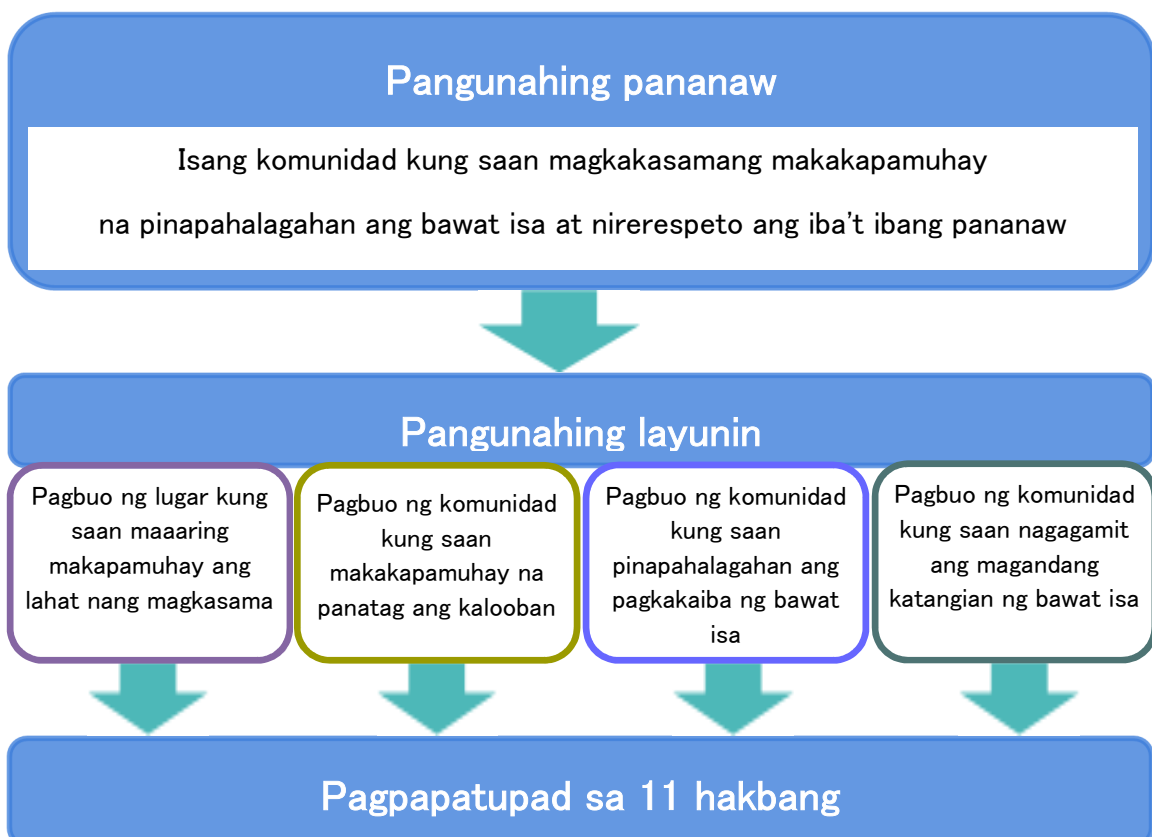 Pangunahing pananaw
Isang komunidad kung saan magkakasamang makakapamuhay
na pinapahalagahan ang bawat isa at nirerespeto ang iba't ibang pananaw
Pangunahing layunin
Pagbuo ng lugar kung
saan maaaring
makapamuhay ang
lahat nang magkasama
Pagbuo ng komunidad
kung saan
makakapamuhay na
panatag ang kalooban
Pagbuo ng komunidad
kung saan
pinapahalagahan ang
pagkakaiba ng bawat
isa
Pagbuo ng komunidad
kung saan nagagamit
ang magandang
katangian ng bawat isa
Pagpapatupad sa 11 hakbang